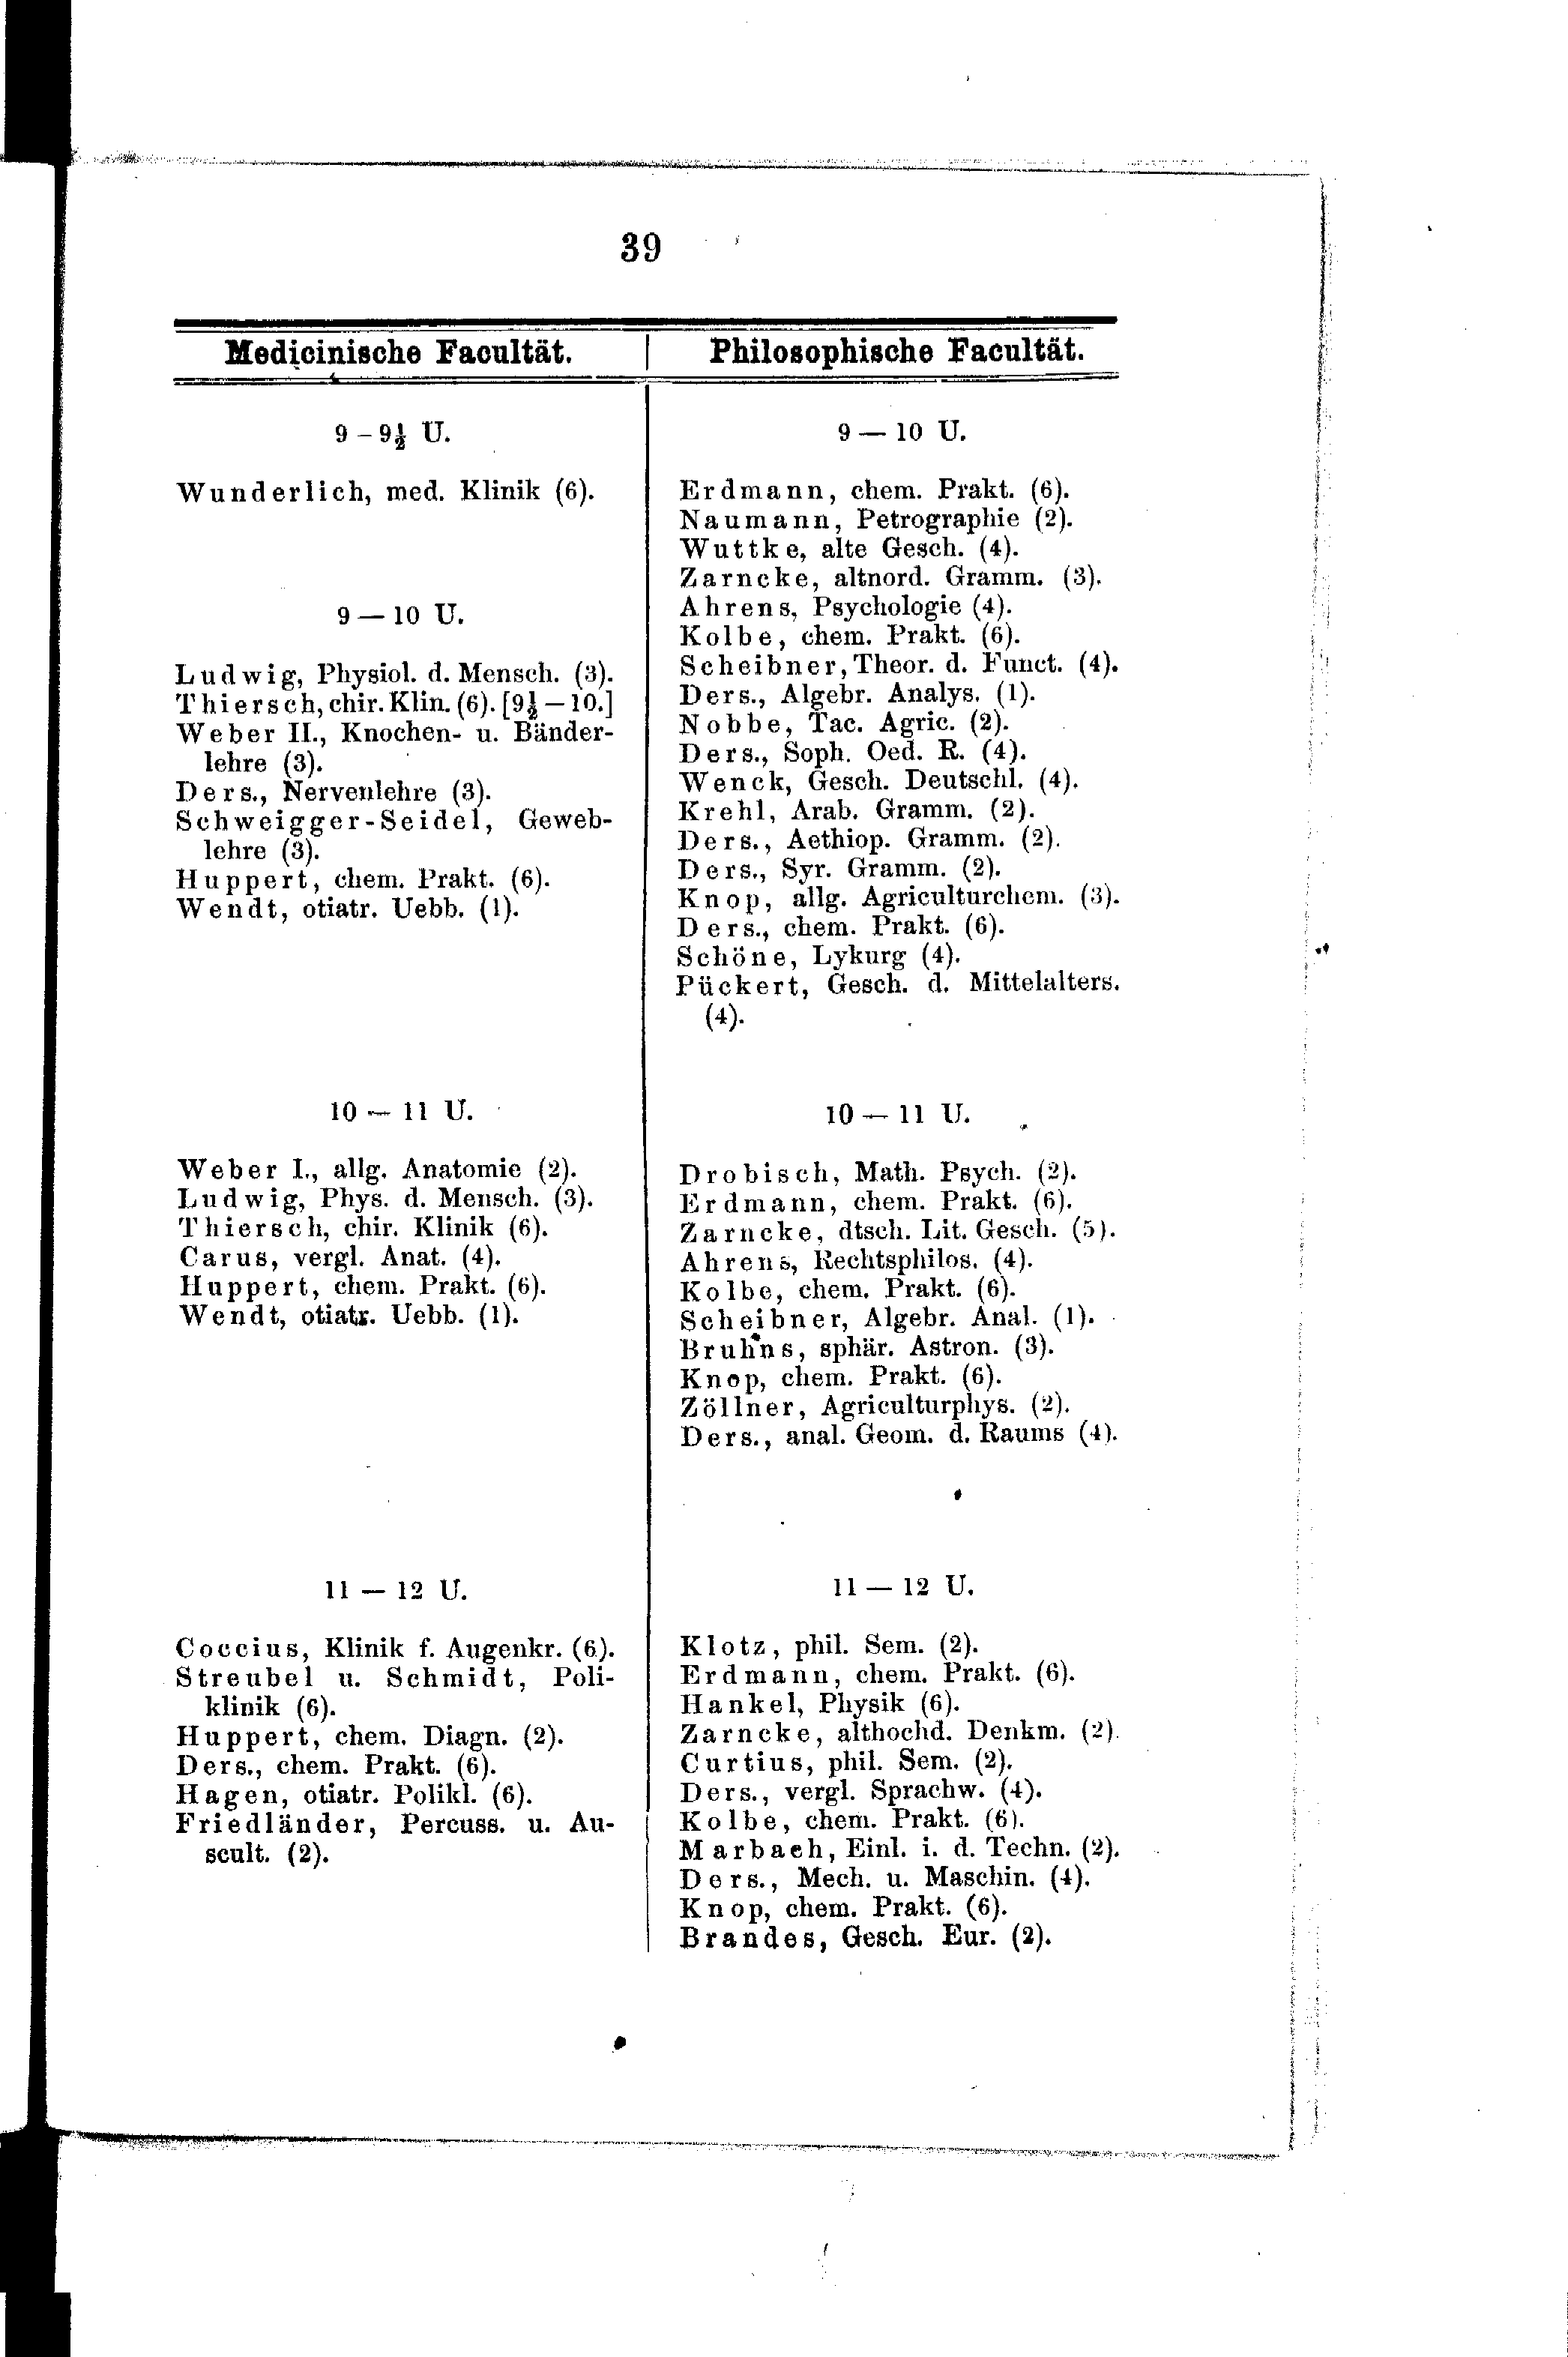 39
Medicinische Facultät.
9 – 9½ U.
Wunderlich, med. Klinik (6).
9 — 10 U.
Ludwig, Physiol. d. Mensch. (3).
Thiersch, chir. Klin. (6). [9½ – 10.]
Weber II., Knochen- u. Bänder-
lehre (3).
Ders., Nervenlehre (3).
Schweigger-Seidel, Geweb-
lehre (3).
Huppert, chem. Prakt. (6).
Wendt, otiatr. Uebb. (1).
10 — 11 U.
Weber I., allg. Anatomie (2).
Ludwig, Phys. d. Mensch. (3).
Thiersch, chir. Klinik (6).
Carus, vergl. Anat. (4).
Huppert, chem. Prakt. (6).
Wendt, otiatr. Uebb. (1).
11 — 12 U.
Coccius, Klinik f. Augenkr. (6).
Streubel u. Schmidt, Poli-
klinik (6).
Huppert, chem. Diagn. (2).
Ders., chem. Prakt. (6).
Hagen, otiatr. Polikl. (6).
Friedländer, Percuss. u. Au-
scult. (2).
Philosophische Facultät.
9 — 10 U.
Erdmann, chem. Prakt. (6).
Naumann, Petrographie (2).
Wuttke, alte Gesch. (4).
Zarncke, altnord. Gramm. (3).
Ahrens, Psychologie (4).
Kolbe, chem. Prakt. (6).
Scheibner, Theor. d. Funct. (4).
Ders., Algebr. Analys. (1).
Nobbe, Tac. Agric. (2).
Ders., Soph. Oed. R. (4).
Wenck, Gesch. Deutschl. (4).
Krehl, Arab. Gramm. (2).
Ders., Aethiop. Gramm. (2).
Ders., Syr. Gramm. (2).
Knop, allg. Agriculturchem. (3).
Ders., chem. Prakt. (6).
Schöne, Lykurg (4).
Pückert, Gesch. d. Mittelalters.
(4).
10 — 11 U.
Drobisch, Math. Psych. (2).
Erdmann, chem. Prakt. (6).
Zarncke, dtsch. Lit. Gesch. (5).
Ahrens, Rechtsphilos. (4).
Kolbe, chem. Prakt. (6).
Scheibner, Algebr. Anal. (1).
Bruhns, sphär. Astron. (3).
Knop, chem. Prakt. (6).
Zöllner, Agriculturphys. (2).
Ders., anal. Geom. d. Raums (4).
11 — 12 U.
Klotz, phil. Sem. (2).
Erdmann, chem. Prakt. (6).
Hankel, Physik (6).
Zarncke, althochd. Denkm. (2).
Curtius, phil. Sem. (2).
Ders., vergl. Sprachw. (4).
Kolbe, chem. Prakt. (6).
Marbach, Einl. i. d. Techn. (2).
Ders., Mech. u. Maschin. (4).
Knop, chem. Prakt. (6).
Brandes, Gesch. Eur. (2).